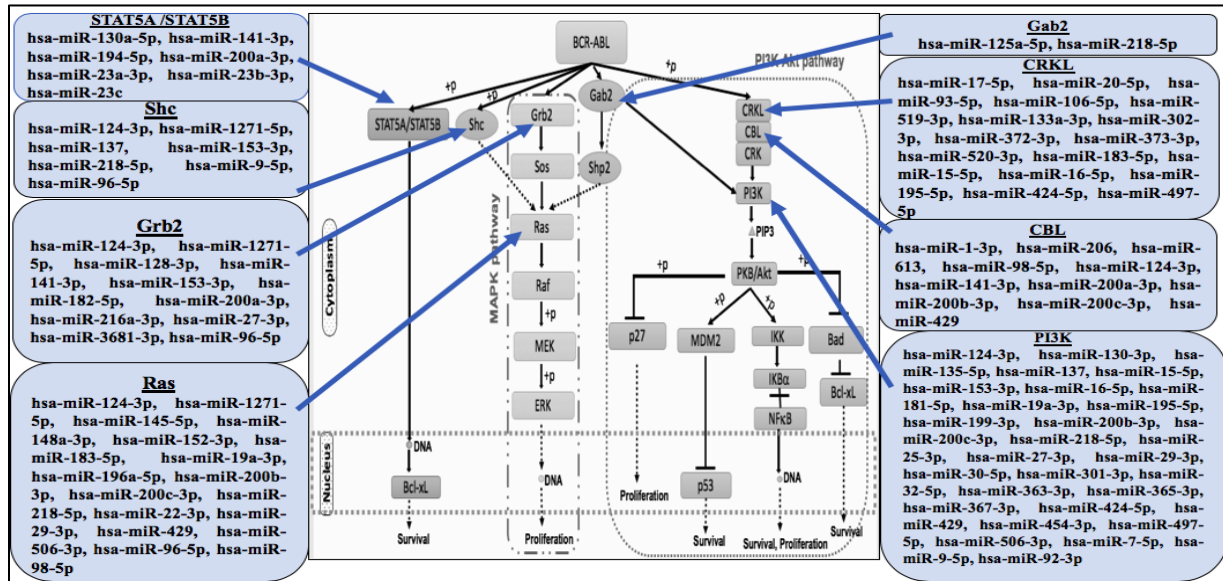 STAT5A /STAT5B
hsa-miR-130a-5p, hsa-miR-141-3p,
hsa-miR-194-5p, hsa-miR-200a-3p,
hsa-miR-23a-3p, hsa-miR-23b-3p,
hsa-miR-23c
Shc
hsa-miR-124-3p, hsa-miR-1271-5p,
hsa-miR-137, hsa-miR-153-3p,
hsa-miR-218-5p, hsa-miR-9-5p,
hsa-miR-96-5p
Grb2
hsa-miR-124-3p, hsa-miR-1271-
5p, hsa-miR-128-3p, hsa-miR-
141-3p, hsa-miR-153-3p, hsa-
miR-182-5p, hsa-miR-200a-3p,
hsa-miR-216a-3p, hsa-miR-27-3p,
hsa-miR-3681-3p, hsa-miR-96-5p
Ras
hsa-miR-124-3p, hsa-miR-1271-
5p, hsa-miR-145-5p, hsa-miR-
148a-3p, hsa-miR-152-3p, hsa-
miR-183-5p, hsa-miR-19a-3p,
hsa-miR-196a-5p, hsa-miR-200b-
3p, hsa-miR-200c-3p, hsa-miR-
218-5p, hsa-miR-22-3p, hsa-miR-
29-3p, hsa-miR-429, hsa-miR-
506-3p, hsa-miR-96-5p, hsa-miR-
98-5p
BCR-ABL
PI3K-Akt pathway
+p
+p
+p
STAT5A/STAT5B
Shc
Grb2
Gab2
CRKL
CBL
CRK
Sos
Shp2
PI3K
Ras
PIP3
Cytoplasm
MAPK pathway
Raf
+p
PKB/Akt
+p
+p
+p
MEK
+p
ERK
p27
MDM2
IKK
Bad
IKBα
Bcl-xL
NFκB
Nucleus
DNA
DNA
DNA
Bcl-xL
p53
Proliferation
Survival
Proliferation
Survival
Survival, Proliferation
Survival
Gab2
hsa-miR-125a-5p, hsa-miR-218-5p
CRKL
hsa-miR-17-5p, hsa-miR-20-5p, hsa-
miR-93-5p, hsa-miR-106-5p, hsa-miR-
519-3p, hsa-miR-133a-3p, hsa-miR-302-
3p, hsa-miR-372-3p, hsa-miR-373-3p,
hsa-miR-520-3p, hsa-miR-183-5p, hsa-
miR-15-5p, hsa-miR-16-5p, hsa-miR-
195-5p, hsa-miR-424-5p, hsa-miR-497-
5p
CBL
hsa-miR-1-3p, hsa-miR-206, hsa-miR-
613, hsa-miR-98-5p, hsa-miR-124-3p,
hsa-miR-141-3p, hsa-miR-200a-3p, hsa-
miR-200b-3p, hsa-miR-200c-3p, hsa-
miR-429
PI3K
hsa-miR-124-3p, hsa-miR-130-3p, hsa-
miR-135-5p, hsa-miR-137, hsa-miR-15-5p,
hsa-miR-153-3p, hsa-miR-16-5p, hsa-miR-
181-5p, hsa-miR-19a-3p, hsa-miR-195-5p,
hsa-miR-199-3p, hsa-miR-200b-3p, hsa-
miR-200c-3p, hsa-miR-218-5p, hsa-miR-
25-3p, hsa-miR-27-3p, hsa-miR-29-3p,
hsa-miR-30-5p, hsa-miR-301-3p, hsa-miR-
32-5p, hsa-miR-363-3p, hsa-miR-365-3p,
hsa-miR-367-3p, hsa-miR-424-5p, hsa-
miR-429, hsa-miR-454-3p, hsa-miR-497-
5p, hsa-miR-506-3p, hsa-miR-7-5p, hsa-
miR-9-5p, hsa-miR-92-3p